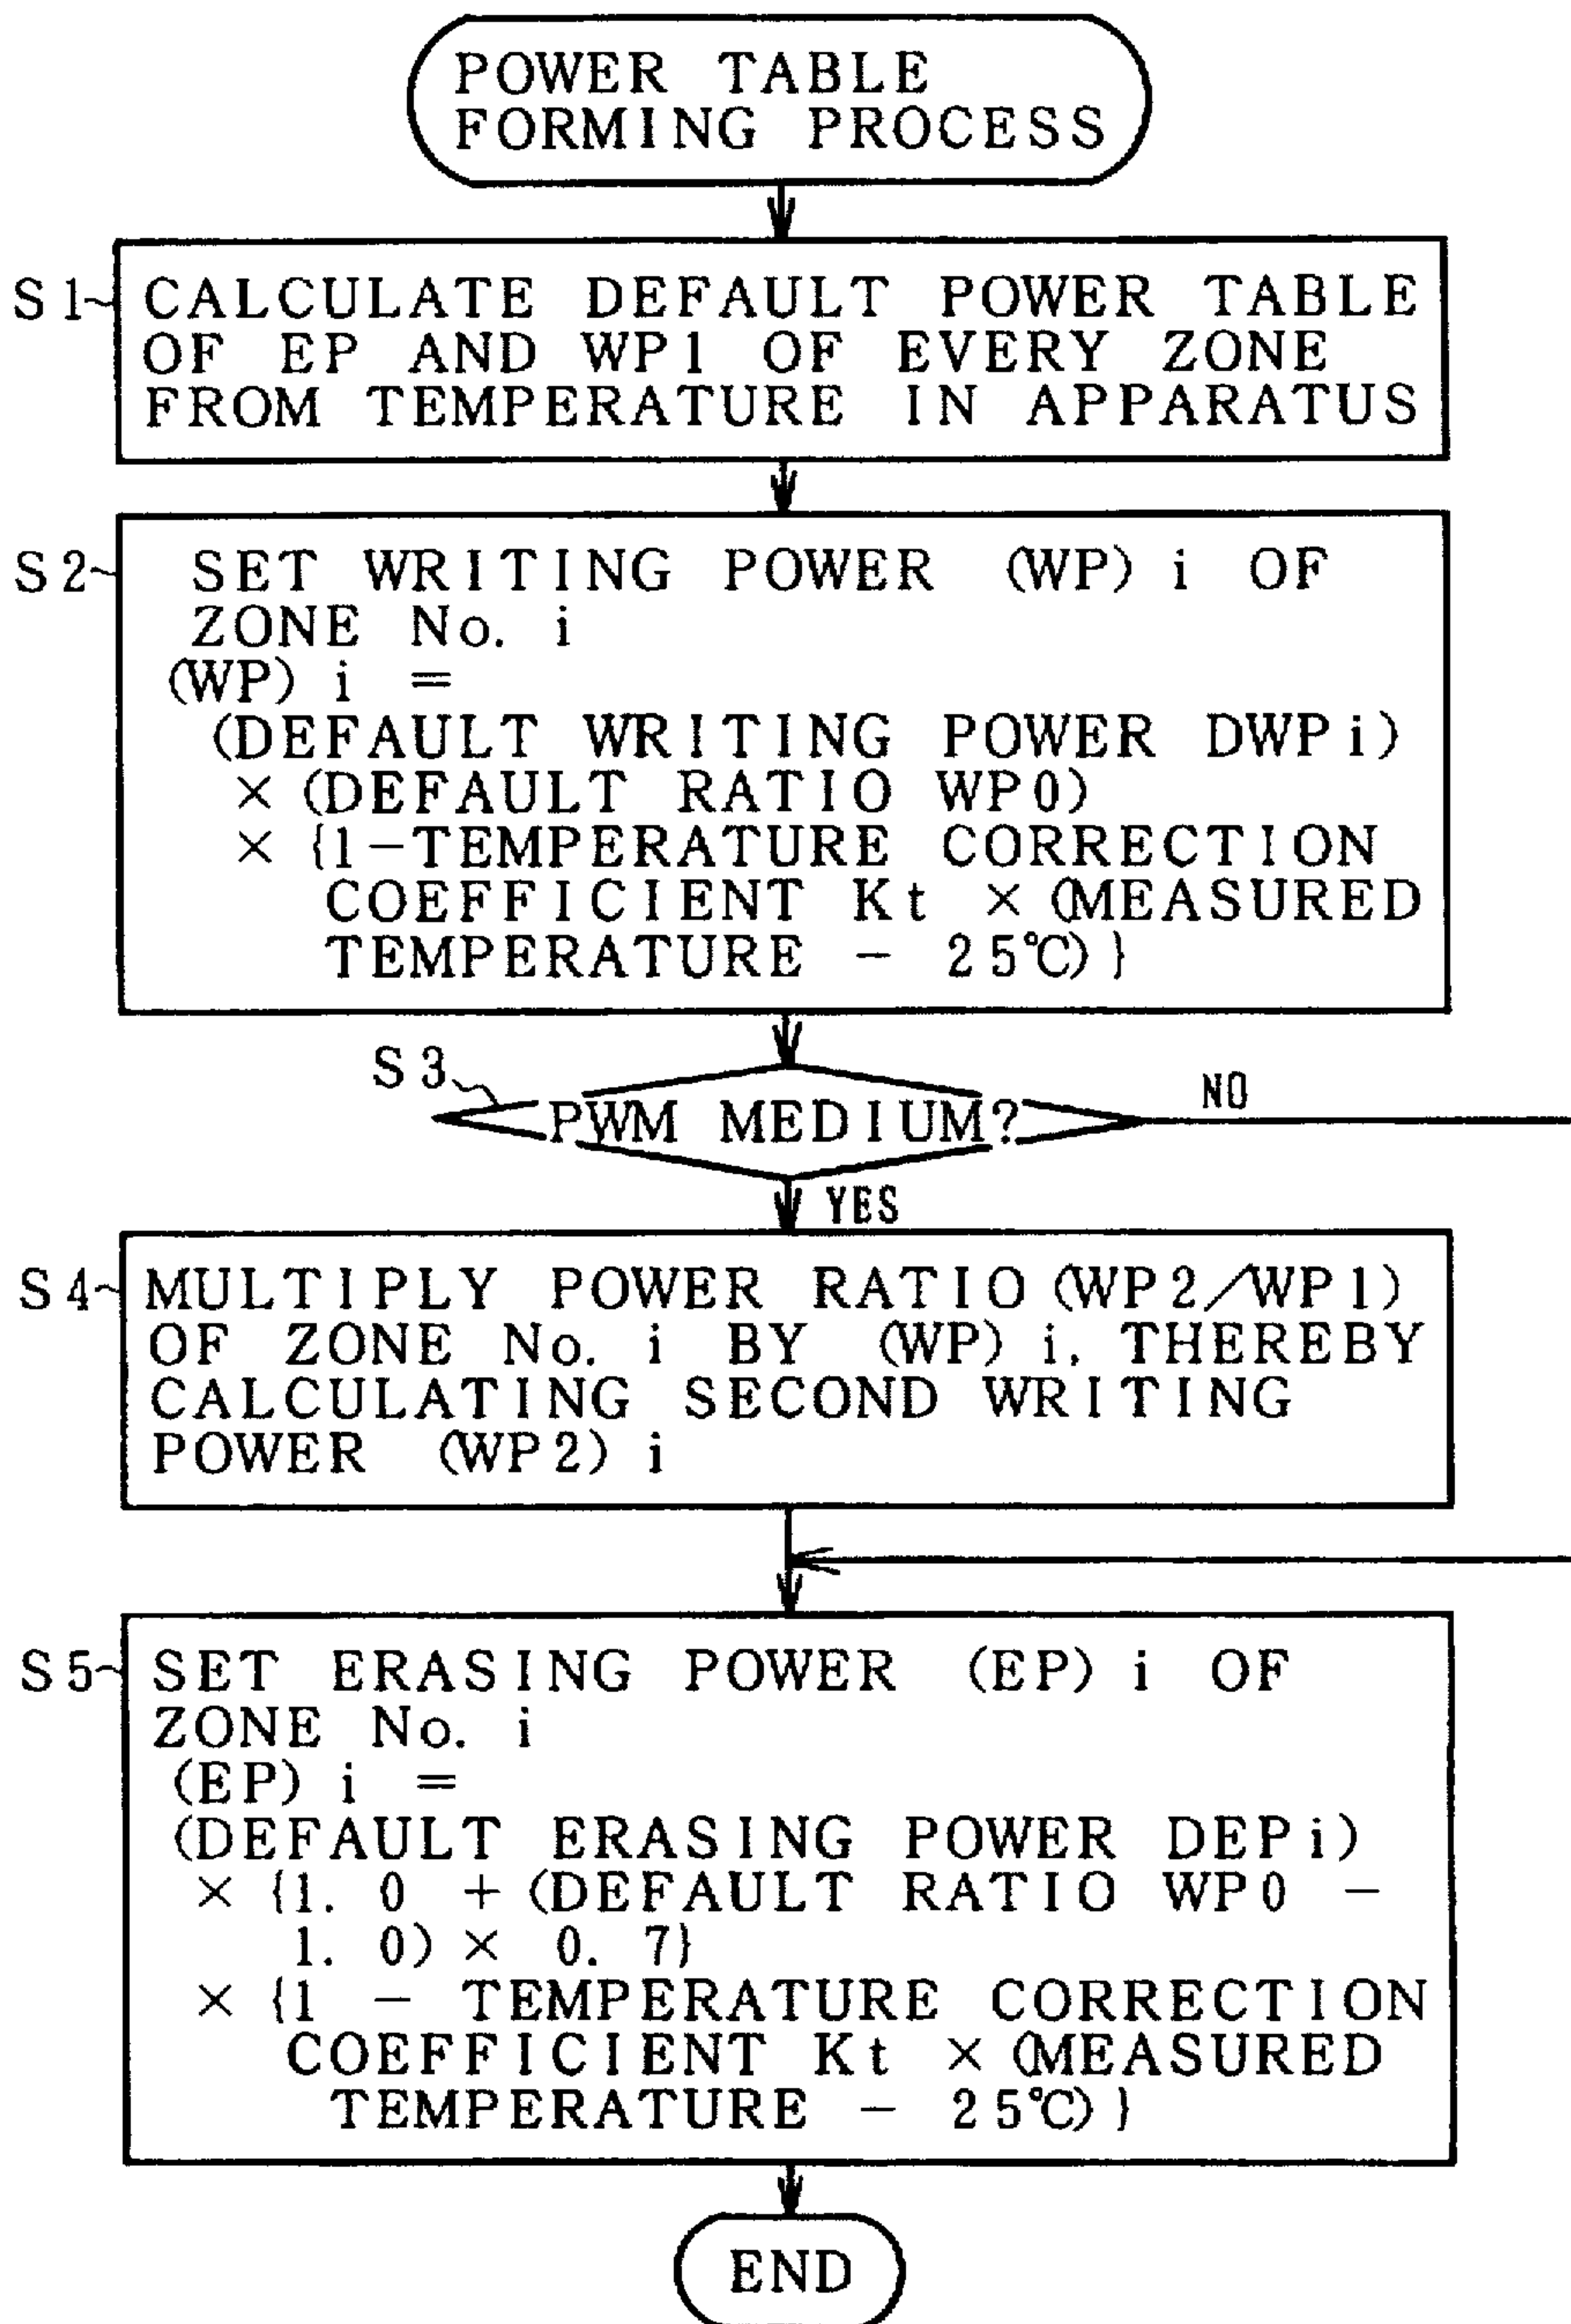 POWER TABLE
FORMING PROCESS
S1
CALCULATE DEFAULT POWER TABLE
OF EP AND WP1 OF EVERY ZONE
FROM TEMPERATURE IN APPARATUS
S2
SET WRITING POWER (WP) i OF
ZONE No. i
(WP) i =
(DEFAULT WRITING POWER DWPi)
× (DEFAULT RATIO WP0)
× {1-TEMPERATURE CORRECTION
COEFFICIENT Kt × (MEASURED
TEMPERATURE - 25℃) }
S3
PWM MEDIUM?
NO
YES
S4
MULTIPLY POWER RATIO (WP2/WP1)
OF ZONE No. i BY (WP) i, THEREBY
CALCULATING SECOND WRITING
POWER (WP2) i
S5
SET ERASING POWER (EP) i OF
ZONE No. i
(EP) i =
(DEFAULT ERASING POWER DEPi)
× {1. 0 + (DEFAULT RATIO WP0 -
1. 0) × 0. 7}
× {1 - TEMPERATURE CORRECTION
COEFFICIENT Kt × (MEASURED
TEMPERATURE - 25℃) }
END